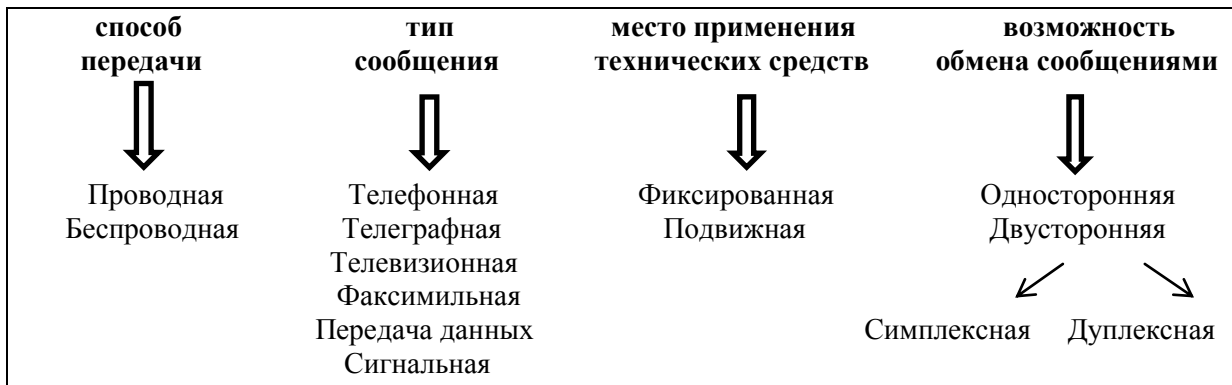 способ передачи
тип сообщения
место применения технических средств
возможность обмена сообщениями
Проводная
Беспроводная
Телефонная
Телеграфная
Телевизионная
Факсимильная
Передача данных
Сигнальная
Фиксированная
Подвижная
Односторонняя
Двусторонняя
Симплексная
Дуплексная